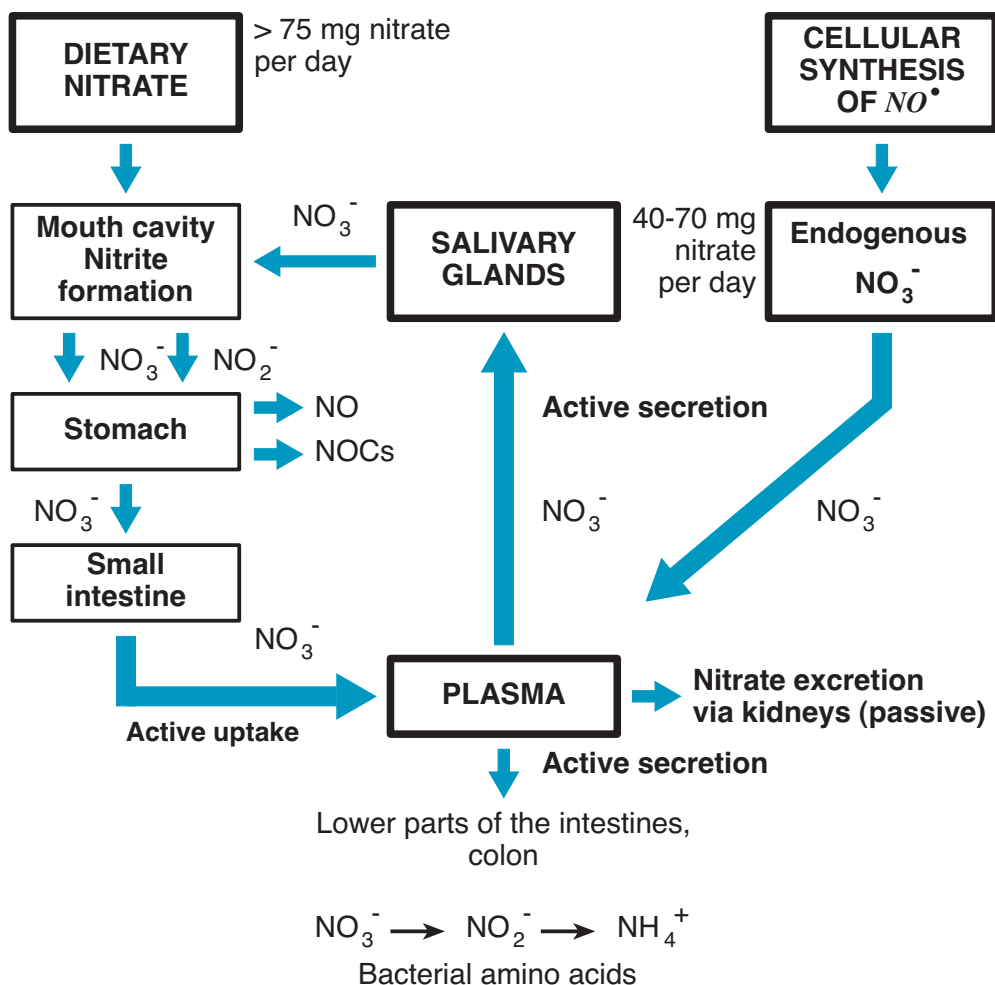 DIETARY
NITRATE
> 75 mg nitrate
per day
CELLULAR
SYNTHESIS
OF NO•
Mouth cavity
Nitrite
formation
NO3-
SALIVARY
GLANDS
40-70 mg
nitrate
per day
Endogenous
NO3-
NO3-
NO2-
Stomach
NO
NOCs
Active secretion
NO3-
NO3-
NO3-
Small
intestine
NO3-
Active uptake
PLASMA
Nitrate excretion
via kidneys (passive)
Active secretion
Lower parts of the intestines,
colon
NO3- → NO2- → NH4+
Bacterial amino acids